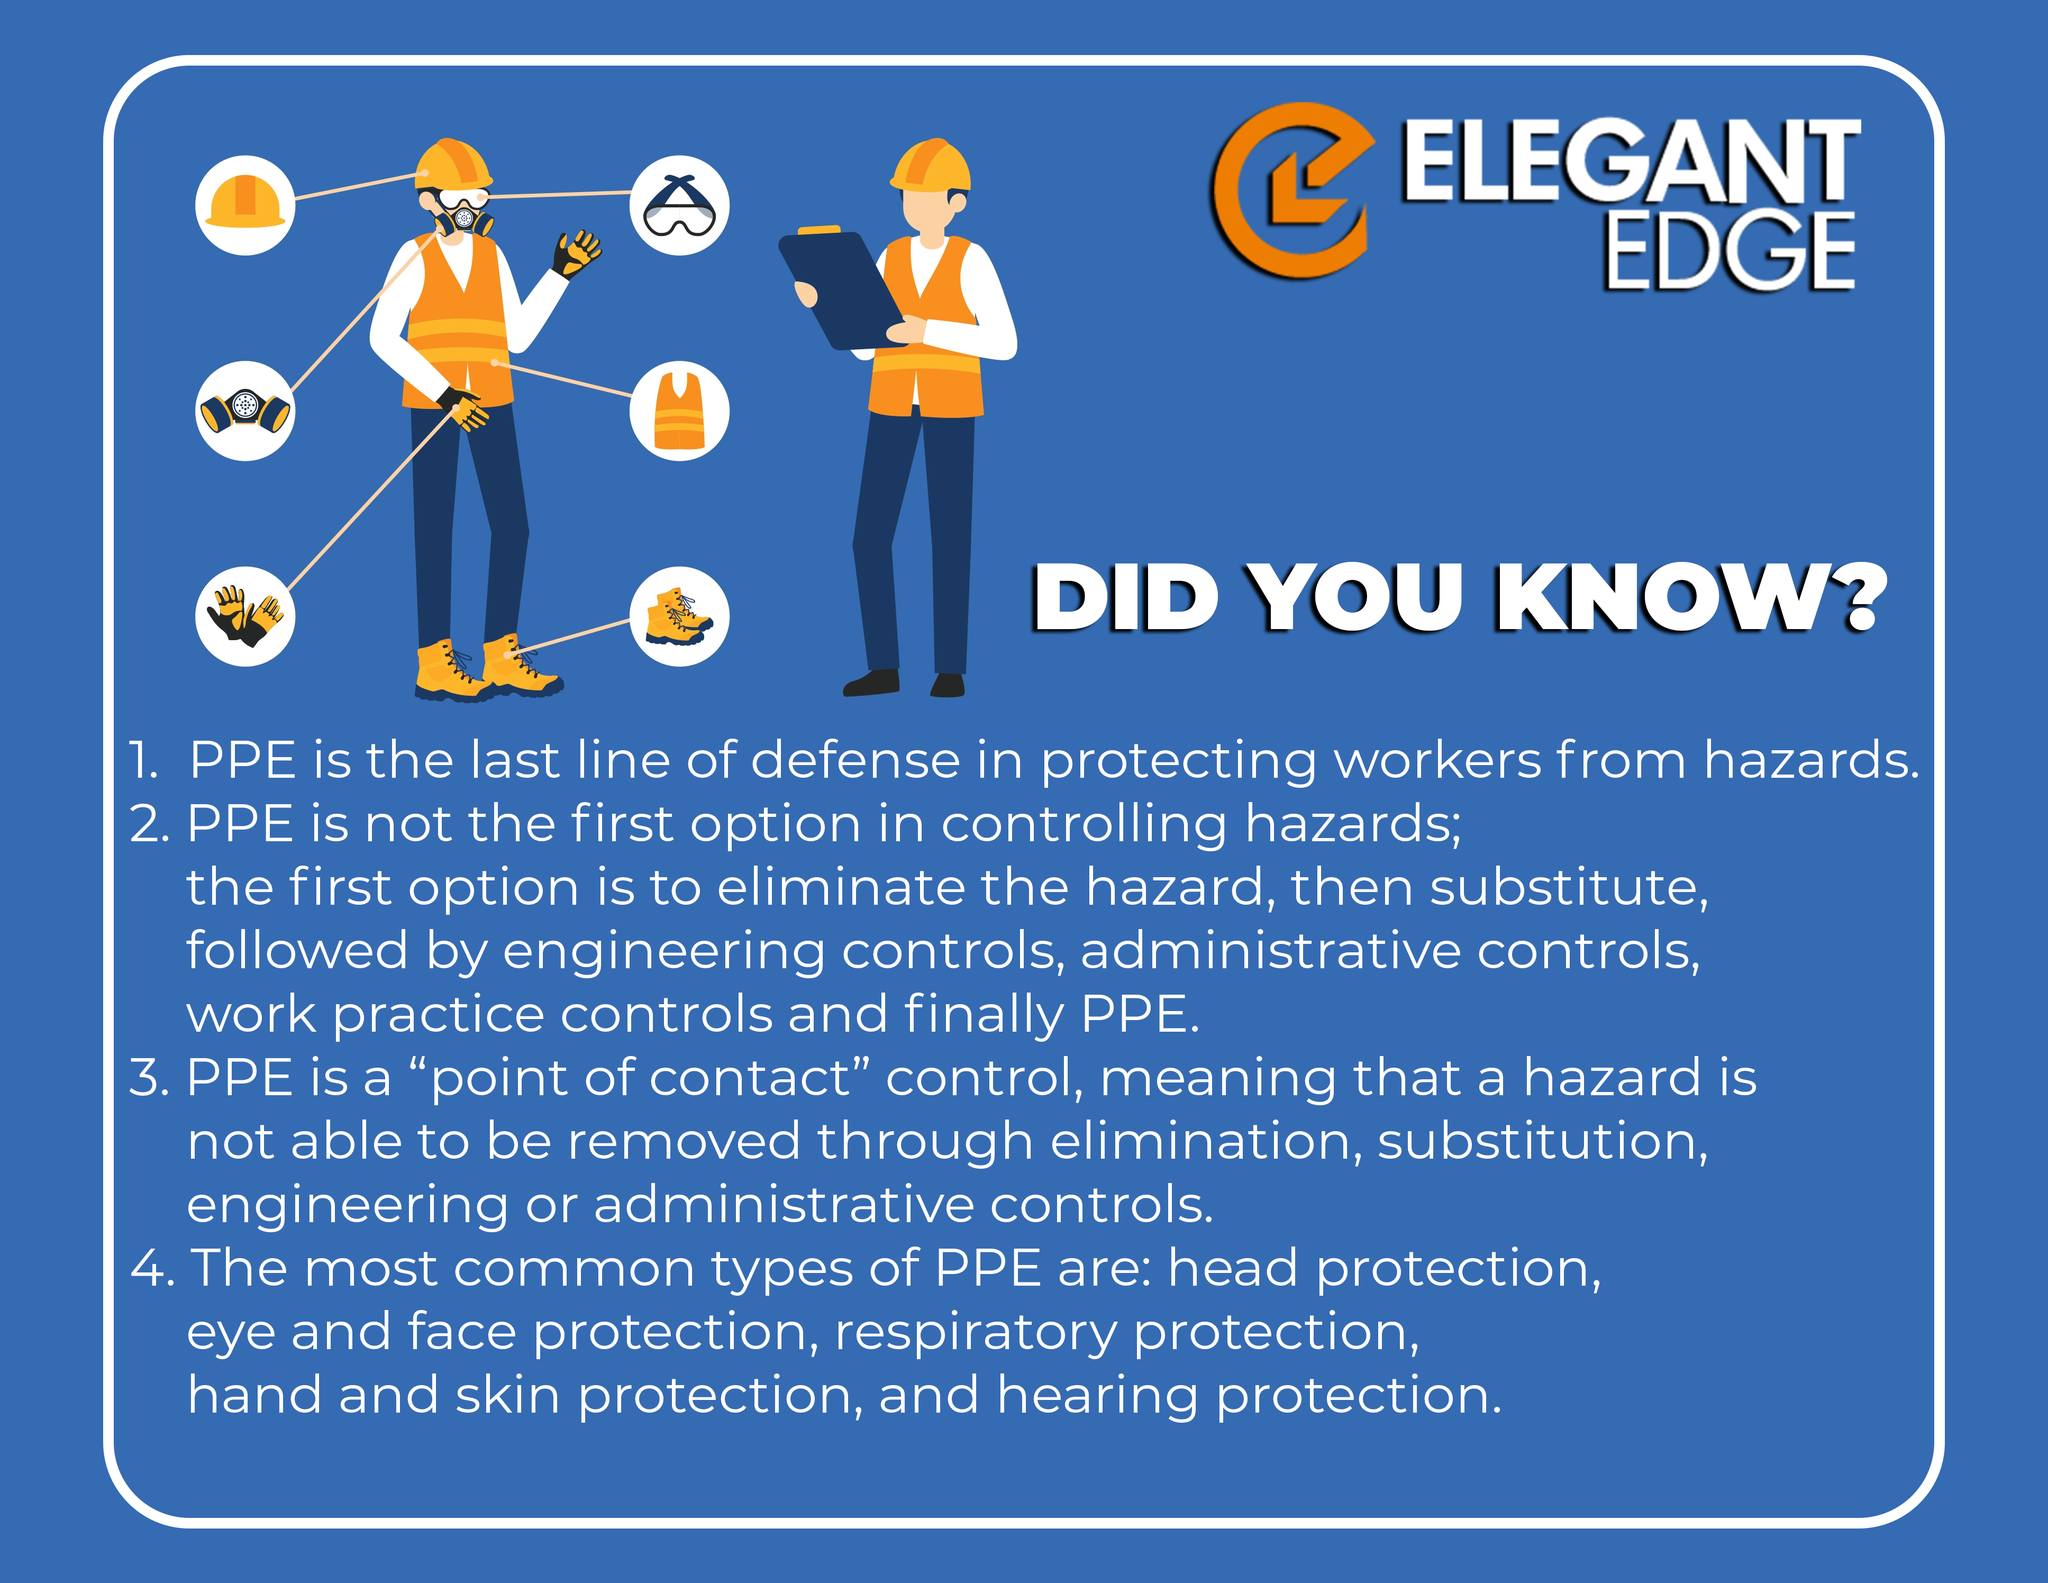 ELEGANT
EDGE
DID YOU KNOW?
1. PPE is the last line of defense in protecting workers from hazards.
2. PPE is not the first option in controlling hazards;
the first option is to eliminate the hazard, then substitute,
followed by engineering controls, administrative controls,
work practice controls and finally PPE.
3. PPE is a “point of contact” control, meaning that a hazard is
not able to be removed through elimination, substitution,
engineering or administrative controls.
4. The most common types of PPE are: head protection,
eye and face protection, respiratory protection,
hand and skin protection, and hearing protection.